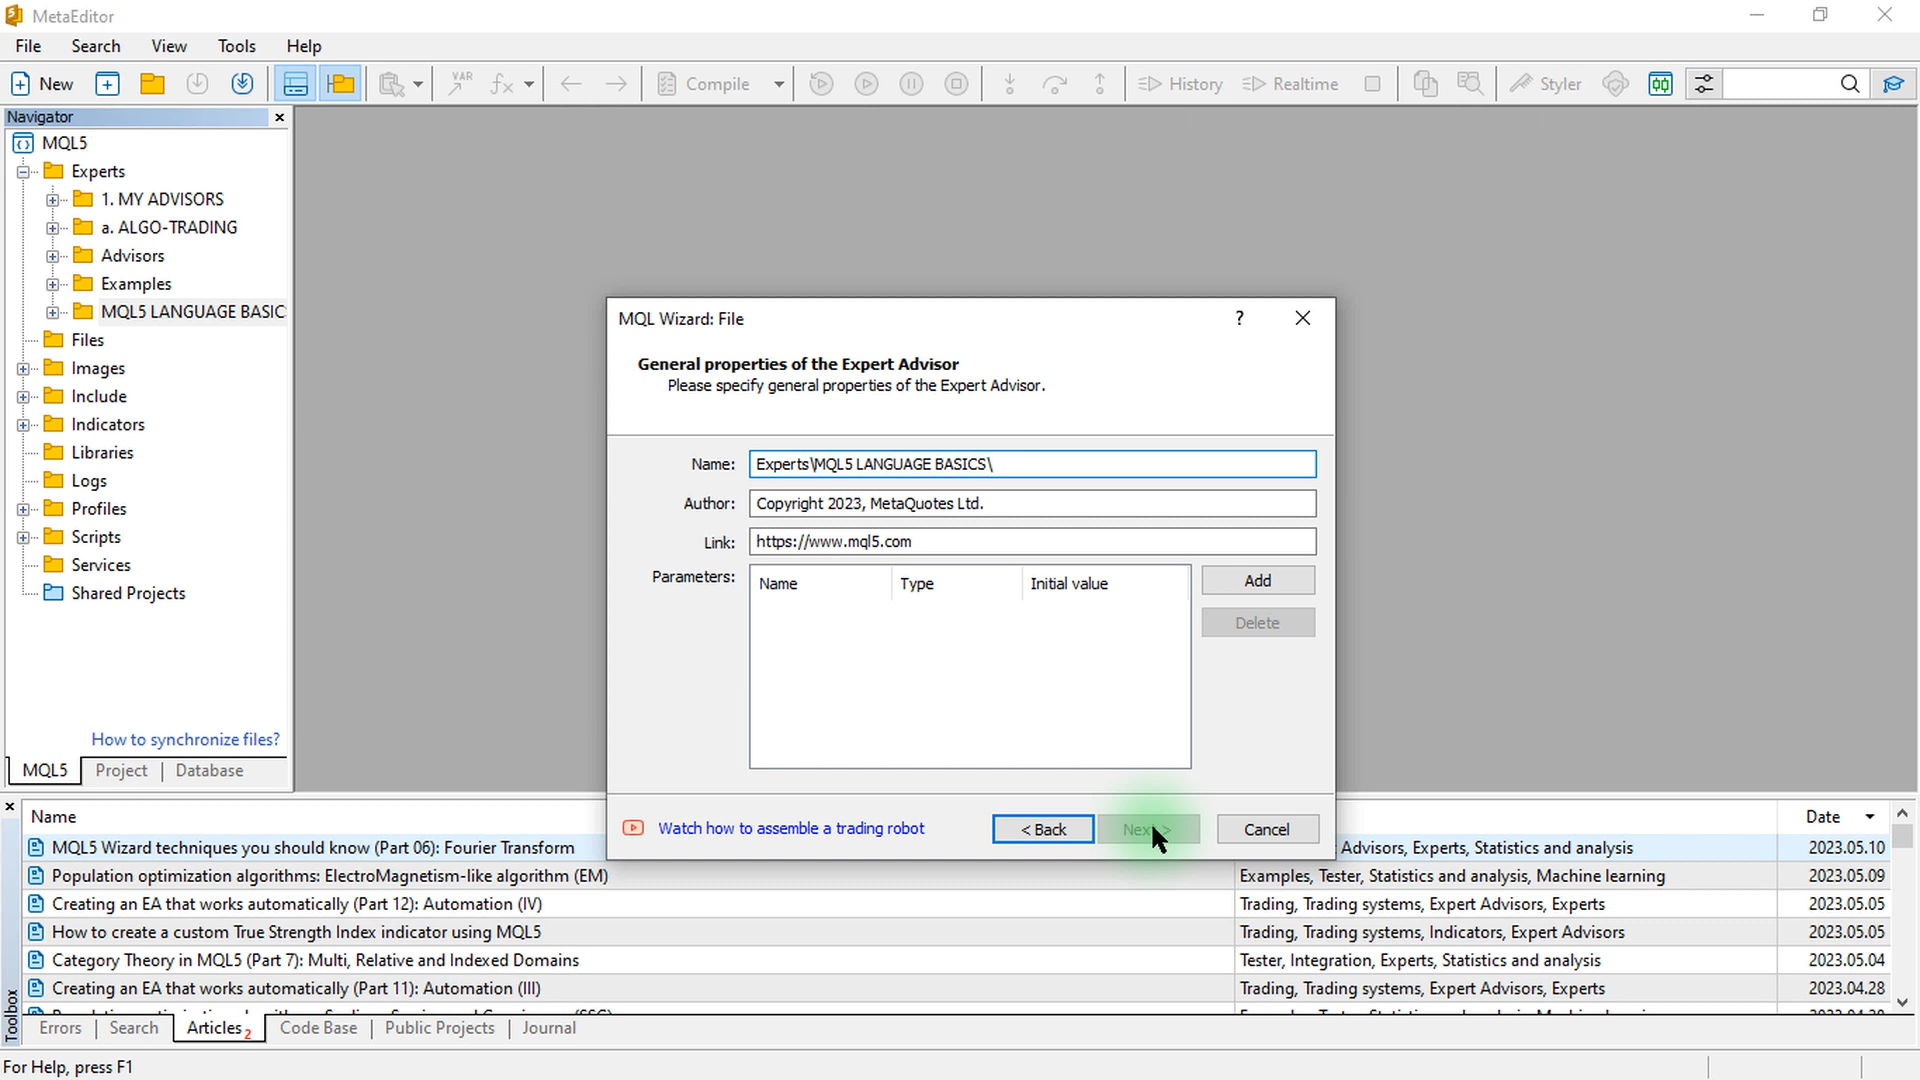 MetaEditor
File Search View Tools Help
New VAR fx Compile History Realtime Styler
Navigator
MQL5
Experts
1. MY ADVISORS
a. ALGO-TRADING
Advisors
Examples
MQL5 LANGUAGE BASIC
Files
Images
Include
Indicators
Libraries
Logs
Profiles
Scripts
Services
Shared Projects
How to synchronize files?
MQL5 Project Database
MQL Wizard: File ?
General properties of the Expert Advisor
Please specify general properties of the Expert Advisor.
Name: Experts\MQL5 LANGUAGE BASICS\
Author: Copyright 2023, MetaQuotes Ltd.
Link: https://www.mql5.com
Parameters: Name Type Initial value Add
Delete
Watch how to assemble a trading robot < Back Next > Cancel
Name Date
MQL5 Wizard techniques you should know (Part 06): Fourier Transform Advisors, Experts, Statistics and analysis 2023.05.10
Population optimization algorithms: ElectroMagnetism-like algorithm (EM) Examples, Tester, Statistics and analysis, Machine learning 2023.05.09
Creating an EA that works automatically (Part 12): Automation (IV) Trading, Trading systems, Expert Advisors, Experts 2023.05.05
How to create a custom True Strength Index indicator using MQL5 Trading, Trading systems, Indicators, Expert Advisors 2023.05.05
Category Theory in MQL5 (Part 7): Multi, Relative and Indexed Domains Tester, Integration, Experts, Statistics and analysis 2023.05.04
Creating an EA that works automatically (Part 11): Automation (III) Trading, Trading systems, Expert Advisors, Experts 2023.04.28
Toolbox
Errors Search Articles 2 Code Base Public Projects Journal
For Help, press F1